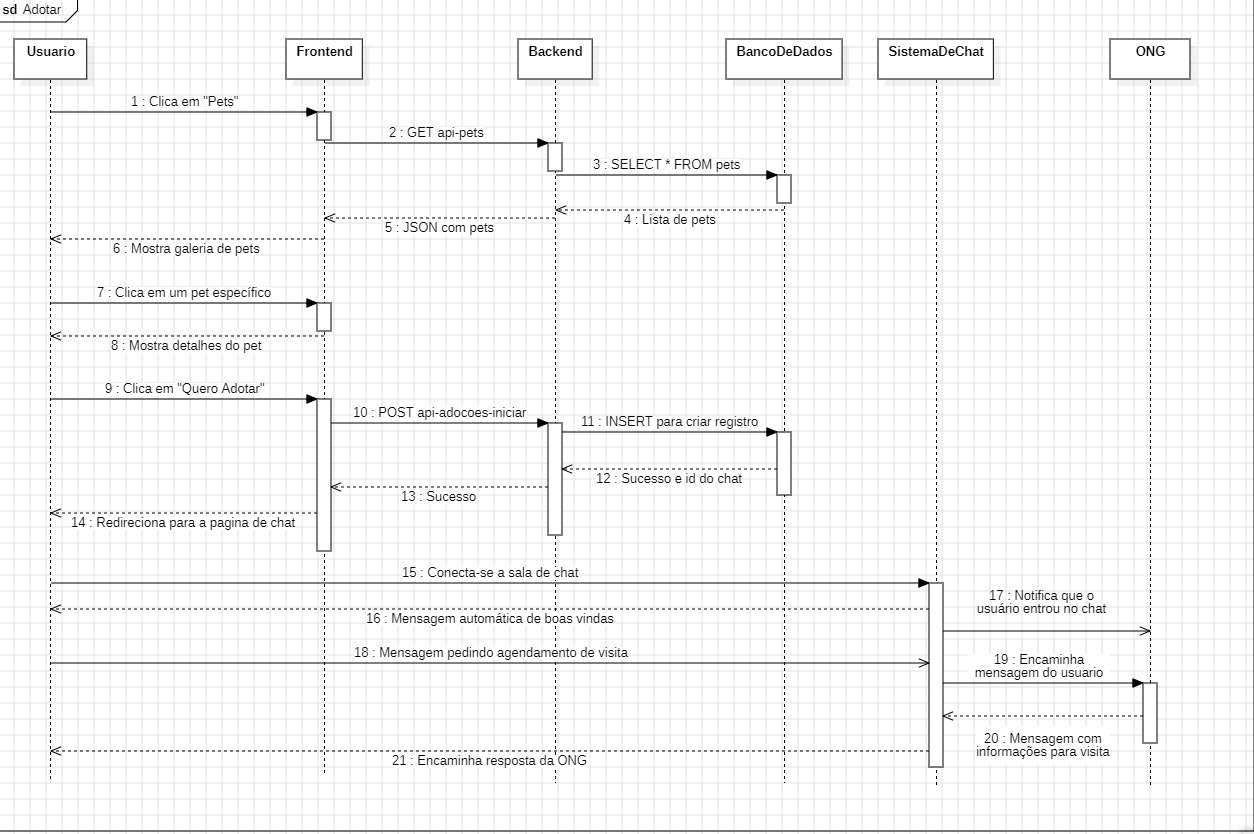 sd Adotar
Usuario
Frontend
Backend
BancoDeDados
SistemaDeChat
ONG
1 : Clica em "Pets"
2 : GET api-pets
3 : SELECT * FROM pets
4 : Lista de pets
5 : JSON com pets
6 : Mostra galeria de pets
7 : Clica em um pet específico
8 : Mostra detalhes do pet
9 : Clica em "Quero Adotar"
10 : POST api-adocoes-iniciar
11 : INSERT para criar registro
12 : Sucesso e id do chat
13 : Sucesso
14 : Redireciona para a pagina de chat
15 : Conecta-se a sala de chat
16 : Mensagem automática de boas vindas
17 : Notifica que o
usuário entrou no chat
18 : Mensagem pedindo agendamento de visita
19 : Encaminha
mensagem do usuario
20 : Mensagem com
informações para visita
21 : Encaminha resposta da ONG